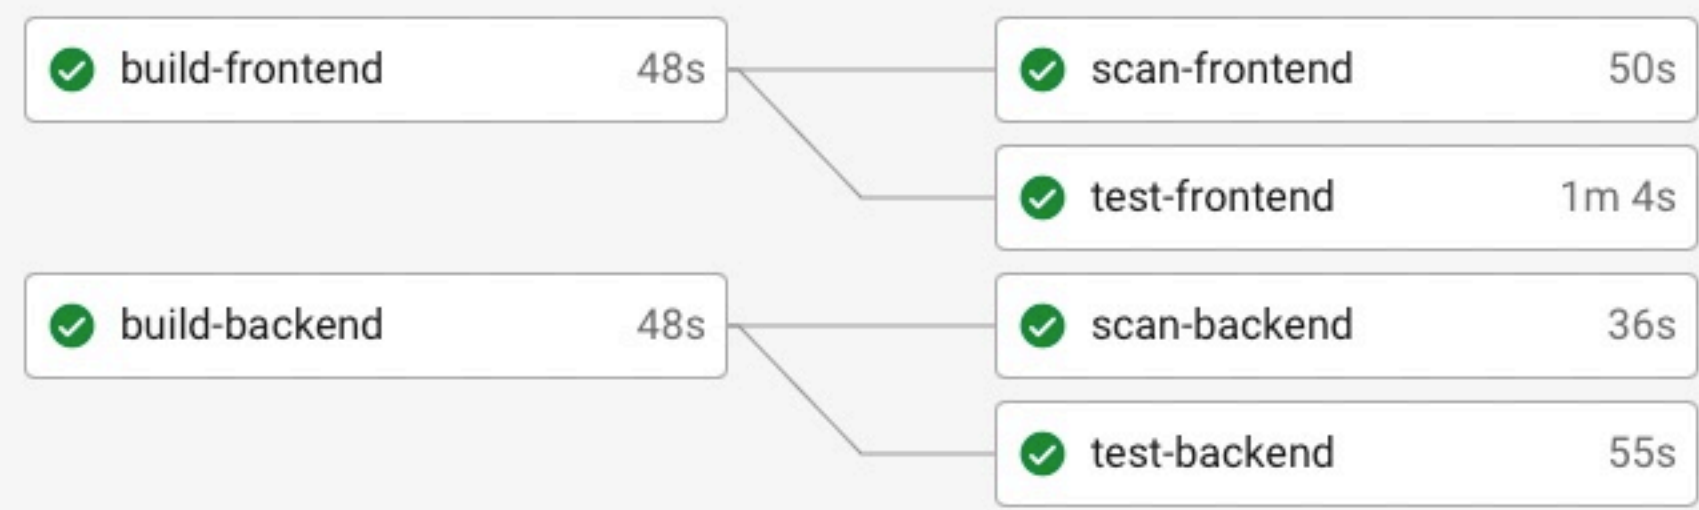 build-frontend 48s
scan-frontend 50s
test-frontend 1m 4s
build-backend 48s
scan-backend 36s
test-backend 55s